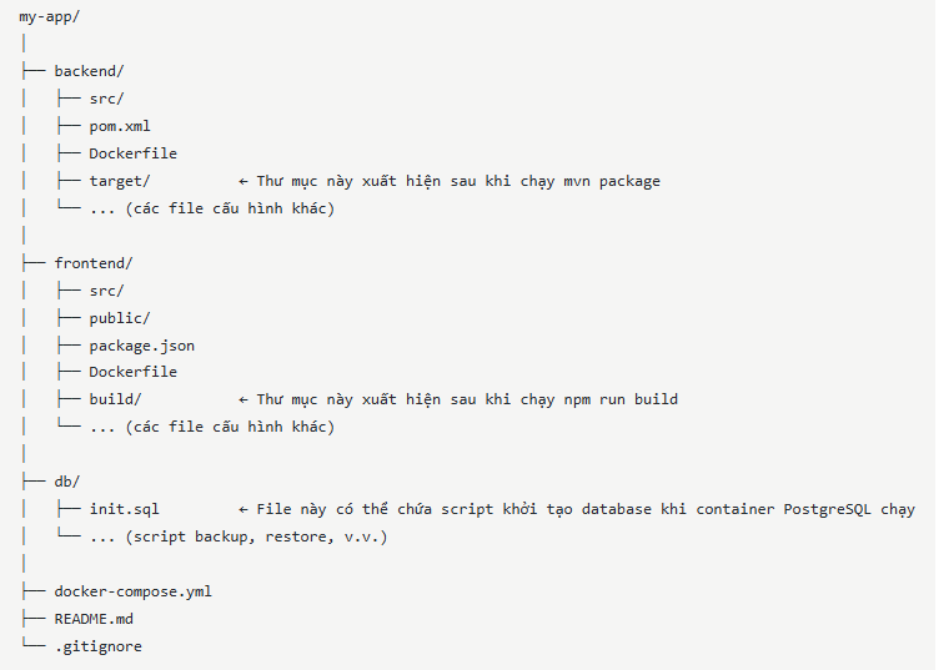 my-app/
│
├── backend/
│   ├── src/
│   ├── pom.xml
│   ├── Dockerfile
│   ├── target/          ← Thư mục này xuất hiện sau khi chạy mvn package
│   └── ... (các file cấu hình khác)
│
├── frontend/
│   ├── src/
│   ├── public/
│   ├── package.json
│   ├── Dockerfile
│   ├── build/           ← Thư mục này xuất hiện sau khi chạy npm run build
│   └── ... (các file cấu hình khác)
│
├── db/
│   ├── init.sql         ← File này có thể chứa script khởi tạo database khi container PostgreSQL chạy
│   └── ... (script backup, restore, v.v.)
│
├── docker-compose.yml
├── README.md
└── .gitignore